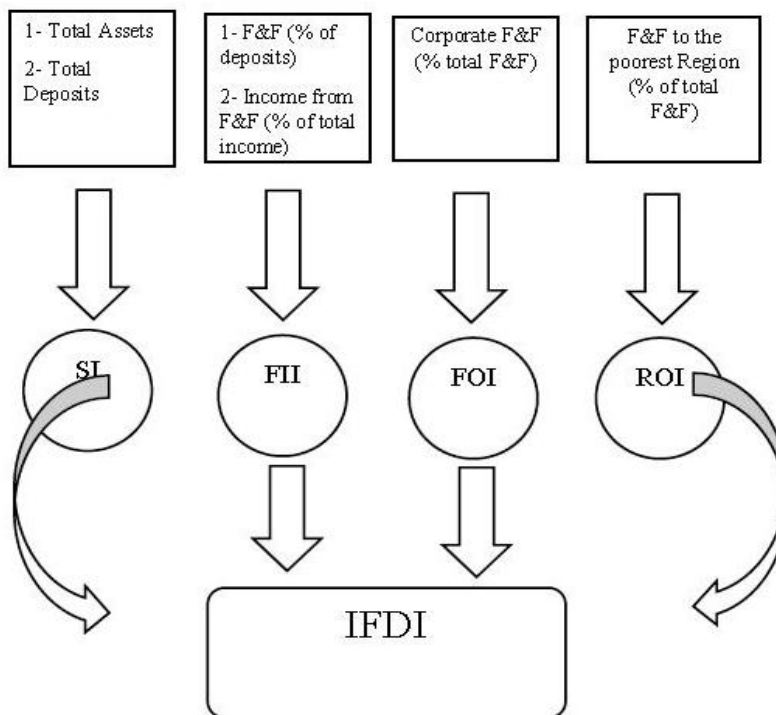 1- Total Assets
2- Total
Deposits
1- F&F (% of
deposits)
2- Income from
F&F (% of total
income)
Corporate F&F
(% total F&F)
F&F to the
poorest Region
(% of total
F&F)
SI
FII
FOI
ROI
IFDI